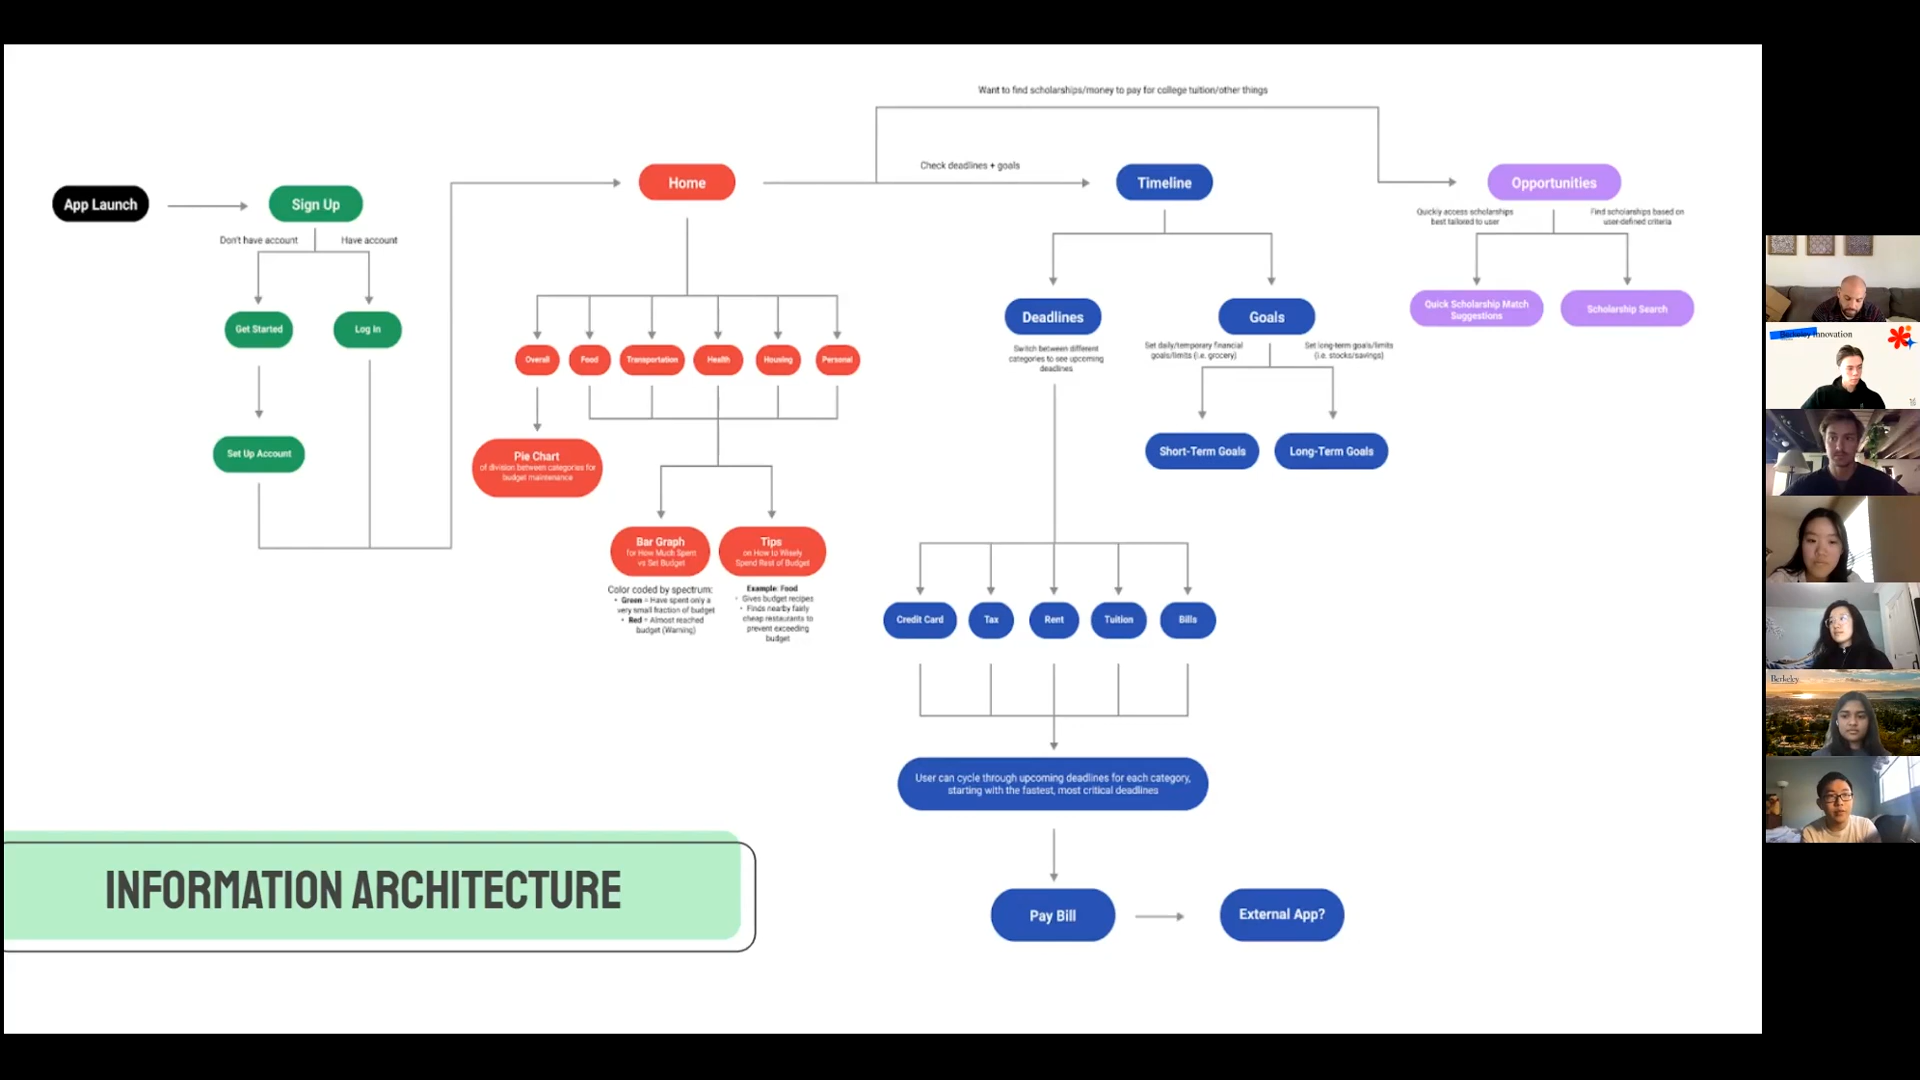 Want to find scholarships/money to pay for college tuition/other things
App Launch
Sign Up
Don't have account
Have account
Get Started
Log In
Set Up Account
Home
Check deadlines + goals
Timeline
Opportunities
Quickly access scholarships
best tailored to user
Find scholarships based on
user-defined criteria
Quick Scholarship Match
Suggestions
Scholarship Search
Overall
Food
Transportation
Health
Housing
Personal
Pie Chart
of division between categories for
budget maintenance
Bar Graph
for How Much Spent
vs Set Budget
Color coded by spectrum:
• Green = Have spent only a
very small fraction of budget
• Red = Almost reached
budget (Warning)
Tips
on How to Wisely
Spend Rest of Budget
Example: Food
• Gives budget recipes
• Finds nearby fairly
cheap restaurants to
prevent exceeding
budget
Deadlines
Switch between different
categories to see upcoming
deadlines
Goals
Set daily/temporary financial
goals/limits (i.e. grocery)
Set long-term goals/limits
(i.e. stocks/savings)
Short-Term Goals
Long-Term Goals
Credit Card
Tax
Rent
Tuition
Bills
User can cycle through upcoming deadlines for each category,
starting with the fastest, most critical deadlines
Pay Bill
External App?
INFORMATION ARCHITECTURE
Berkeley Innovation
Berkeley